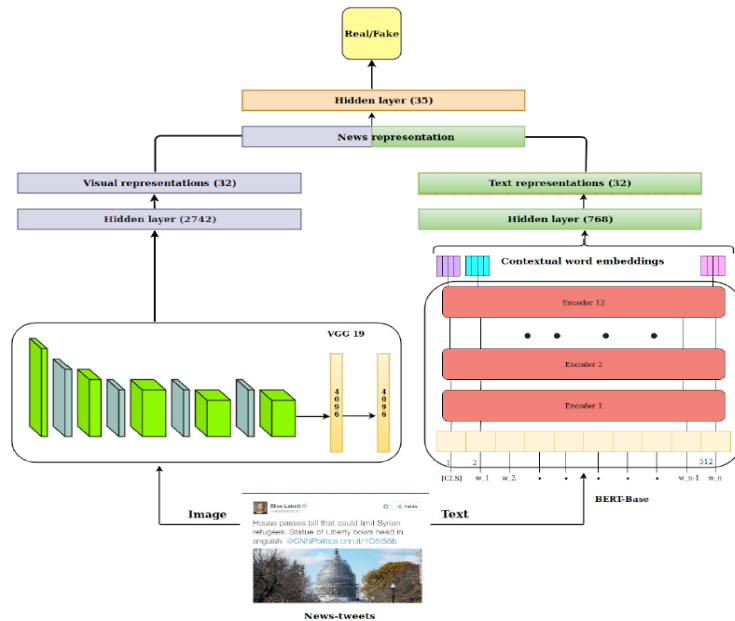 Real/Fake
Hidden layer (35)
News representation
Visual representations (32)
Text representations (32)
Hidden layer (2742)
Hidden layer (768)
Contextual word embeddings
Encoder 12
VGG 19
4096
4096
Encoder 2
Encoder 1
1
2
512
[CLS]
w_1
w_2
w_n-1
w_n
BERT-Base
Image
Text
Elise Labott
Follow
House passes bill that could limit Syrian
refugees. Statue of Liberty bows head in
anguish @CNNPolitics
News-tweets